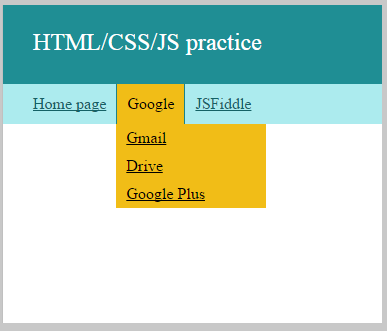 HTML/CSS/JS practice
Home page Google JSFiddle
Gmail
Drive
Google Plus